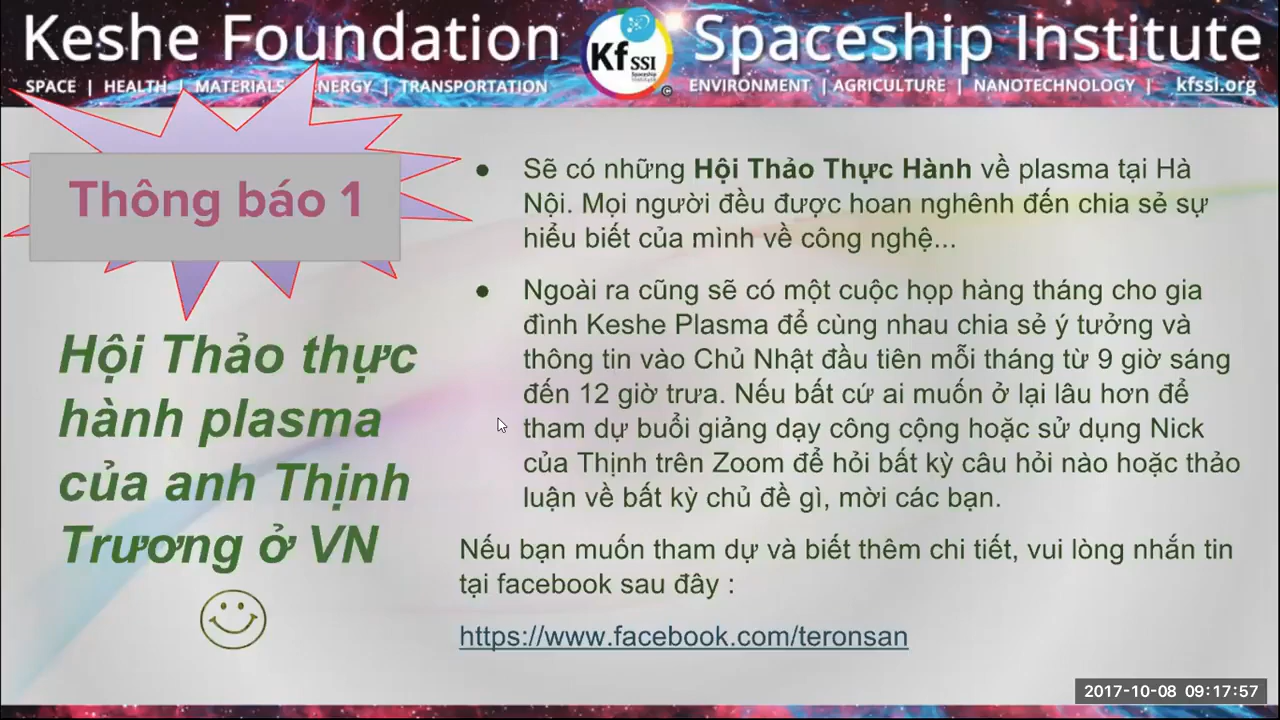 Keshe Foundation
Kf SSI
Spaceship Institute
SPACE | HEALTH | MATERIALS | ENERGY | TRANSPORTATION
ENVIRONMENT | AGRICULTURE | NANOTECHNOLOGY | kfssi.org
Thông báo 1
Hội Thảo thực
hành plasma
của anh Thịnh
Trương ở VN
● Sẽ có những Hội Thảo Thực Hành về plasma tại Hà
Nội. Mọi người đều được hoan nghênh đến chia sẻ sự
hiểu biết của mình về công nghệ...
● Ngoài ra cũng sẽ có một cuộc họp hàng tháng cho gia
đình Keshe Plasma để cùng nhau chia sẻ ý tưởng và
thông tin vào Chủ Nhật đầu tiên mỗi tháng từ 9 giờ sáng
đến 12 giờ trưa. Nếu bất cứ ai muốn ở lại lâu hơn để
tham dự buổi giảng dạy công cộng hoặc sử dụng Nick
của Thịnh trên Zoom để hỏi bất kỳ câu hỏi nào hoặc thảo
luận về bất kỳ chủ đề gì, mời các bạn.
Nếu bạn muốn tham dự và biết thêm chi tiết, vui lòng nhắn tin
tại facebook sau đây :
https://www.facebook.com/teronsan
2017-10-08 09:17:57